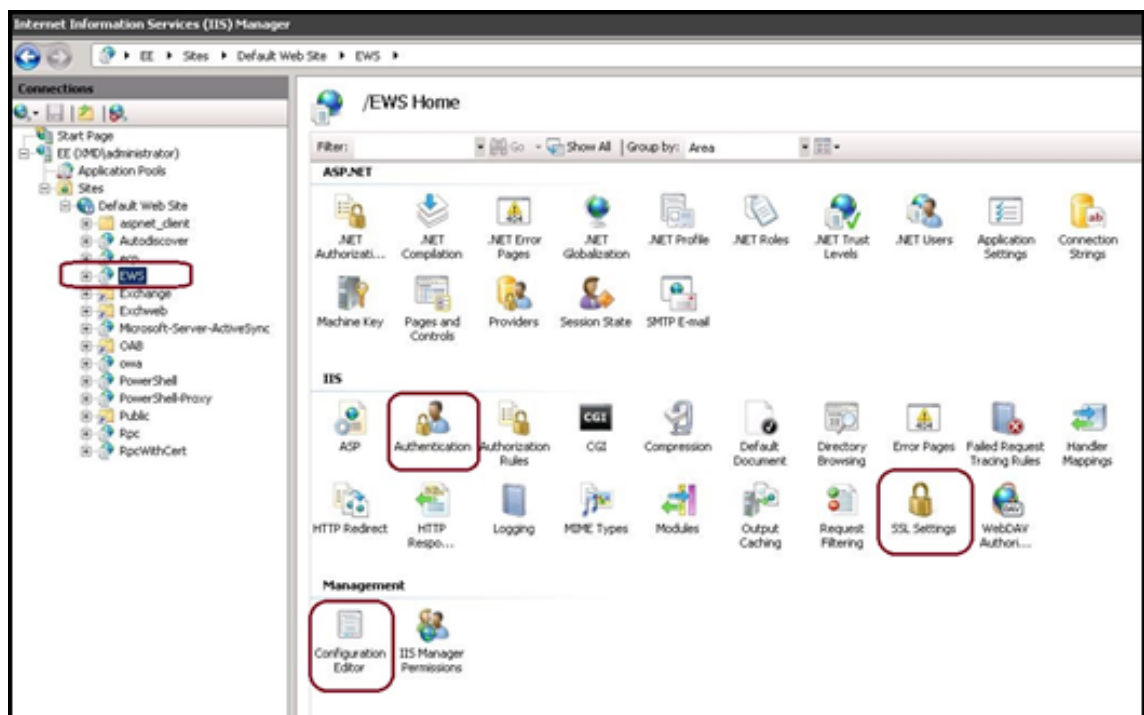 Internet Information Services (IIS) Manager
EE Sites Default Web Site EWS
Connections
Start Page
EE (XMD\administrator)
Application Pools
Sites
Default Web Site
aspnet_client
Autodiscover
ecp
EWS
Exchange
Exchweb
Microsoft-Server-ActiveSync
OAB
owa
PowerShell
PowerShell-Proxy
Public
Rpc
RpcWithCert
/EWS Home
Filter: Go Show All Group by: Area
ASP.NET
.NET Authorizati...
.NET Compilation
.NET Error Pages
.NET Globalization
.NET Profile
.NET Roles
.NET Trust Levels
.NET Users
Application Settings
Connection Strings
Machine Key
Pages and Controls
Providers
Session State
SMTP E-mail
IIS
ASP
Authentication
Authorization Rules
CGI
CGI
Compression
Default Document
Directory Browsing
404
Error Pages
Failed Request Tracing Rules
Handler Mappings
HTTP Redirect
HTTP Respo...
Logging
MIME Types
Modules
Output Caching
Request Filtering
SSL Settings
WebDAV Authori...
Management
Configuration Editor
IIS Manager Permissions